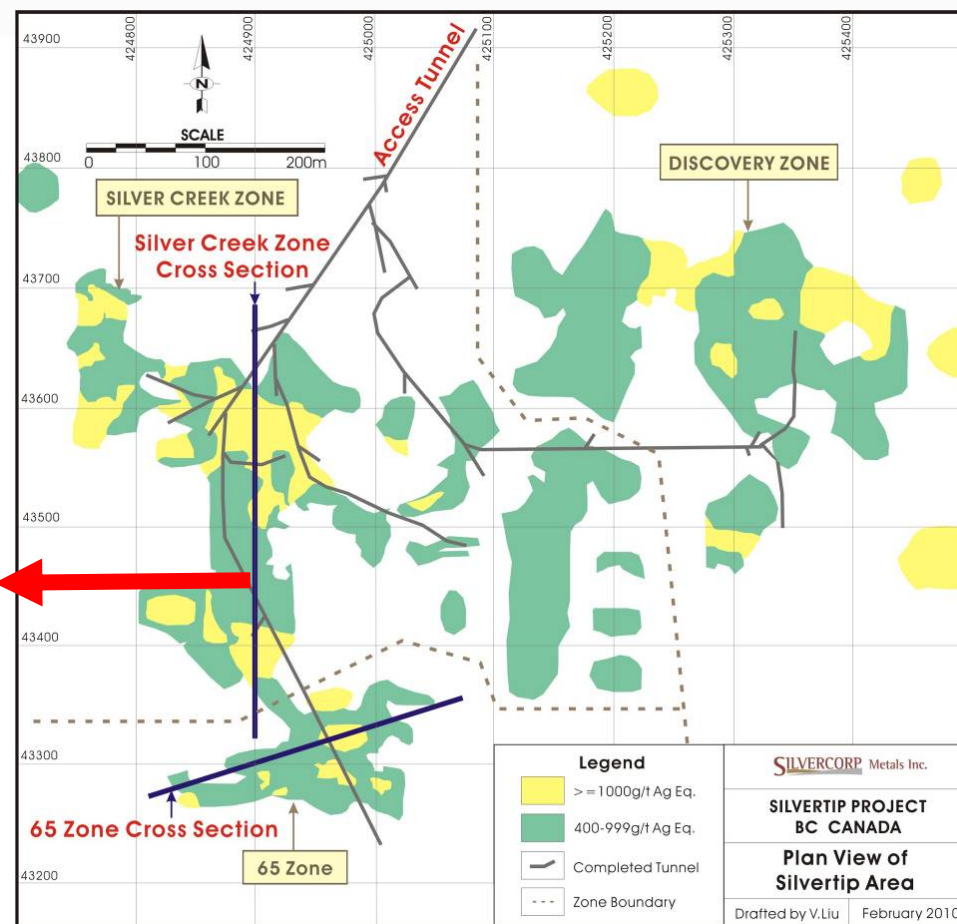 424800
424900
425000
425100
425200
425300
425400
43900
43800
43700
43600
43500
43400
43300
43200
N
SCALE
0 100 200m
Access Tunnel
SILVER CREEK ZONE
DISCOVERY ZONE
Silver Creek Zone
Cross Section
65 Zone Cross Section
65 Zone
Legend
>=1000g/t Ag Eq.
400-999g/t Ag Eq.
Completed Tunnel
Zone Boundary
SILVERCORP Metals Inc.
SILVERTIP PROJECT
BC CANADA
Plan View of
Silvertip Area
Drafted by V.Liu February 2010